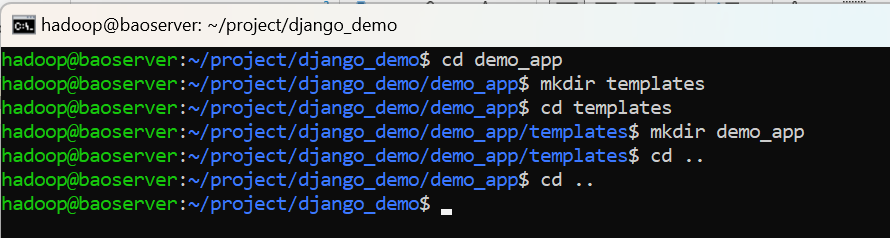 hadoop@baoserver: ~/project/django_demo
hadoop@baoserver:~/project/django_demo$ cd demo_app
hadoop@baoserver:~/project/django_demo/demo_app$ mkdir templates
hadoop@baoserver:~/project/django_demo/demo_app$ cd templates
hadoop@baoserver:~/project/django_demo/demo_app/templates$ mkdir demo_app
hadoop@baoserver:~/project/django_demo/demo_app/templates$ cd ..
hadoop@baoserver:~/project/django_demo/demo_app$ cd ..
hadoop@baoserver:~/project/django_demo$